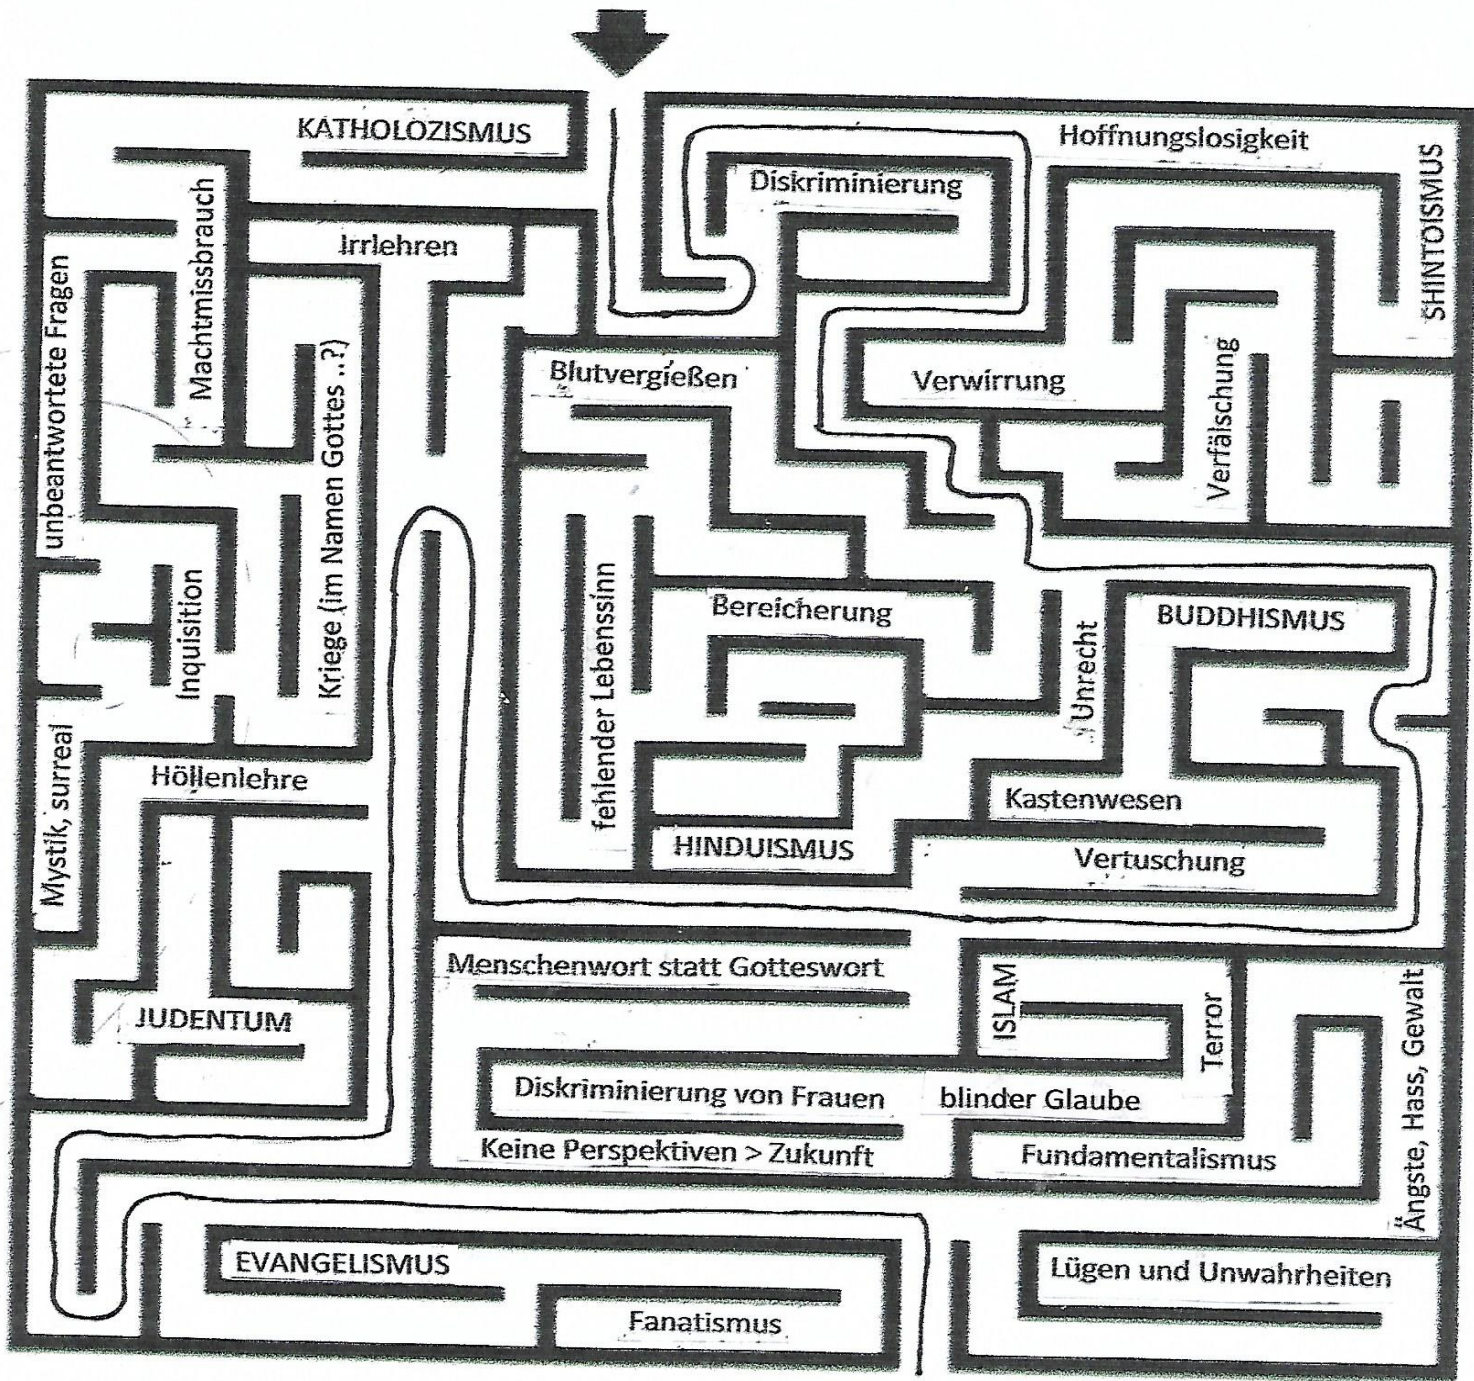 KATHOLOZISMUS
Hoffnungslosigkeit
SHINTOISMUS
Diskriminierung
Machtmissbrauch
Irrlehren
unbeantwortete Fragen
Kriege (im Namen Gottes ..?)
Blutvergießen
Verwirrung
Verfälschung
Inquisition
fehlender Lebenssinn
Bereicherung
Unrecht
BUDDHISMUS
Mystik, surreal
Höllenlehre
Kastenwesen
HINDUISMUS
Vertuschung
Menschenwort statt Gotteswort
ISLAM
Terror
Ängste, Hass, Gewalt
JUDENTUM
Diskriminierung von Frauen
blinder Glaube
Keine Perspektiven > Zukunft
Fundamentalismus
EVANGELISMUS
Lügen und Unwahrheiten
Fanatismus